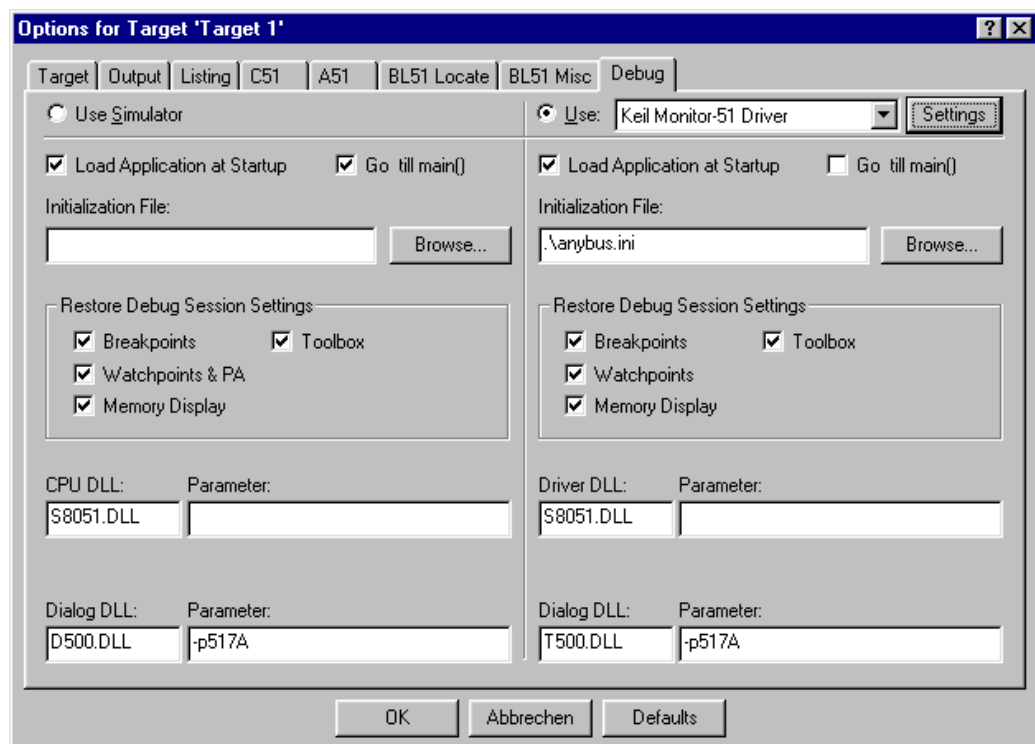 Options for Target 'Target 1'
Target Output Listing C51 A51 BL51 Locate BL51 Misc Debug
Use Simulator
Use: Keil Monitor-51 Driver Settings
Load Application at Startup Go till main()
Load Application at Startup Go till main()
Initialization File:
Initialization File:
Browse...
.\anybus.ini Browse...
Restore Debug Session Settings
Breakpoints Toolbox
Watchpoints & PA
Memory Display
Restore Debug Session Settings
Breakpoints Toolbox
Watchpoints
Memory Display
CPU DLL: Parameter:
S8051.DLL
Driver DLL: Parameter:
S8051.DLL
Dialog DLL: Parameter:
D500.DLL -p517A
Dialog DLL: Parameter:
T500.DLL -p517A
OK Abbrechen Defaults